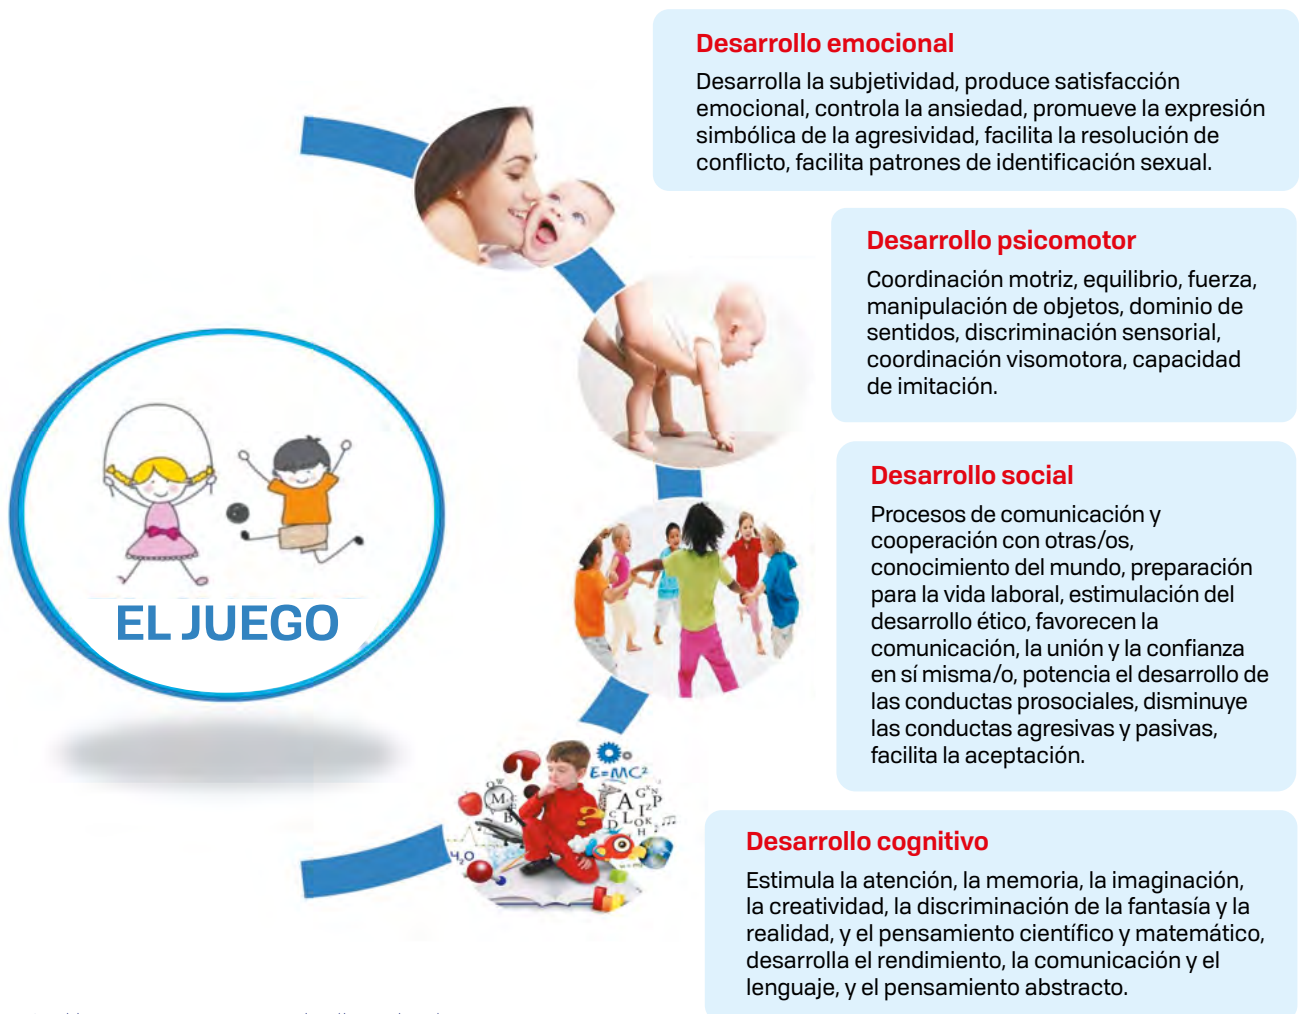 Desarrollo emocional
Desarrolla la subjetividad, produce satisfacción
emocional, controla la ansiedad, promueve la expresión
simbólica de la agresividad, facilita la resolución de
conflicto, facilita patrones de identificación sexual.
Desarrollo psicomotor
Coordinación motriz, equilibrio, fuerza,
manipulación de objetos, dominio de
sentidos, discriminación sensorial,
coordinación visomotora, capacidad
de imitación.
EL JUEGO
Desarrollo social
Procesos de comunicación y
cooperación con otras/os,
conocimiento del mundo, preparación
para la vida laboral, estimulación del
desarrollo ético, favorecen la
comunicación, la unión y la confianza
en sí misma/o, potencia el desarrollo de
las conductas prosociales, disminuye
las conductas agresivas y pasivas,
facilita la aceptación.
E=MC²
H₂O
Desarrollo cognitivo
Estimula la atención, la memoria, la imaginación,
la creatividad, la discriminación de la fantasía y la
realidad, y el pensamiento científico y matemático,
desarrolla el rendimiento, la comunicación y el
lenguaje, y el pensamiento abstracto.